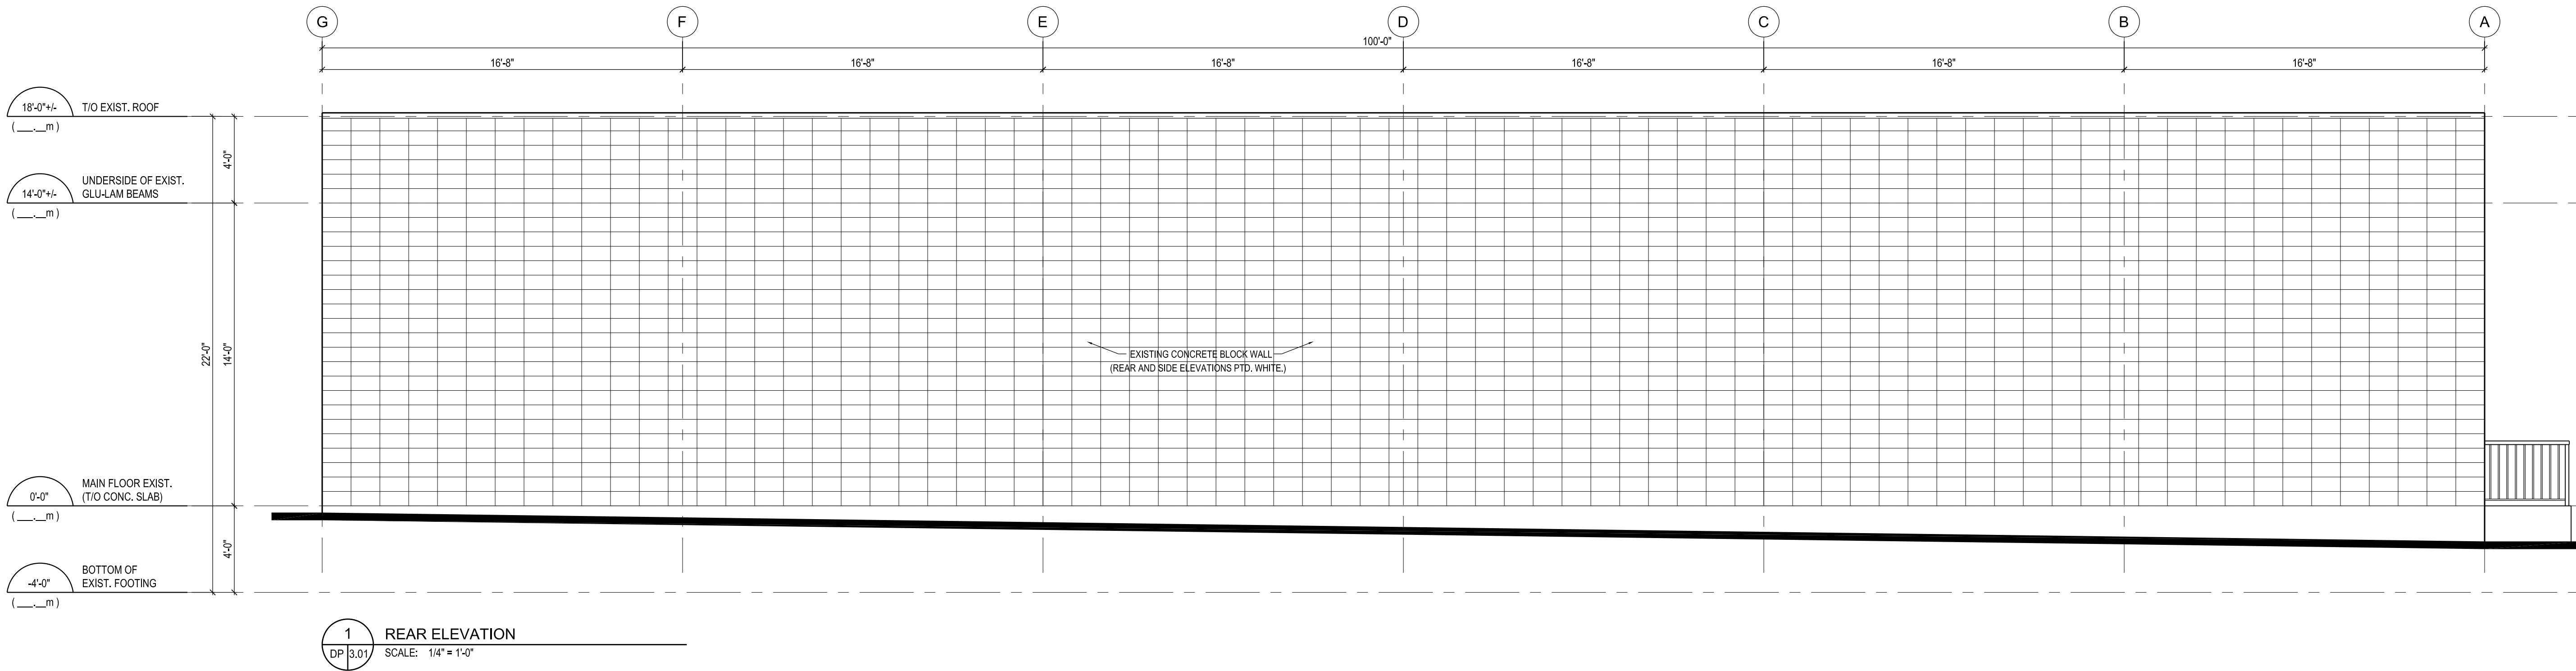 G F E D C B A
100'-0"
16'-8" 16'-8" 16'-8" 16'-8" 16'-8" 16'-8"
18'-0"+/- T/O EXIST. ROOF
( ___.__m )
4'-0"
14'-0"+/- UNDERSIDE OF EXIST.
GLU-LAM BEAMS
( ___.__m )
22'-0"
14'-0"
EXISTING CONCRETE BLOCK WALL
(REAR AND SIDE ELEVATIONS PTD. WHITE.)
0'-0" MAIN FLOOR EXIST.
(T/O CONC. SLAB)
( ___.__m )
4'-0"
-4'-0" BOTTOM OF
EXIST. FOOTING
( ___.__m )
1 REAR ELEVATION
DP 3.01 SCALE: 1/4" = 1'-0"